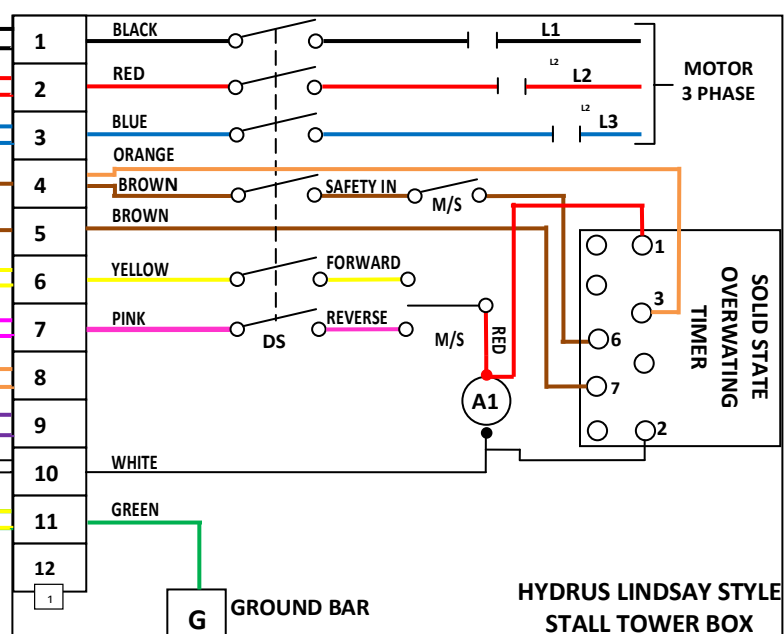 1 BLACK L1
2 RED L2 L2
MOTOR
3 PHASE
3 BLUE L2 L3
ORANGE
4 BROWN SAFETY IN M/S
5 BROWN
6 YELLOW FORWARD
7 PINK DS REVERSE M/S RED
1
3
6
7
2
SOLID STATE
OVERWATING
TIMER
8
A1
9
10 WHITE
11 GREEN
12
1
G GROUND BAR
HYDRUS LINDSAY STYLE
STALL TOWER BOX